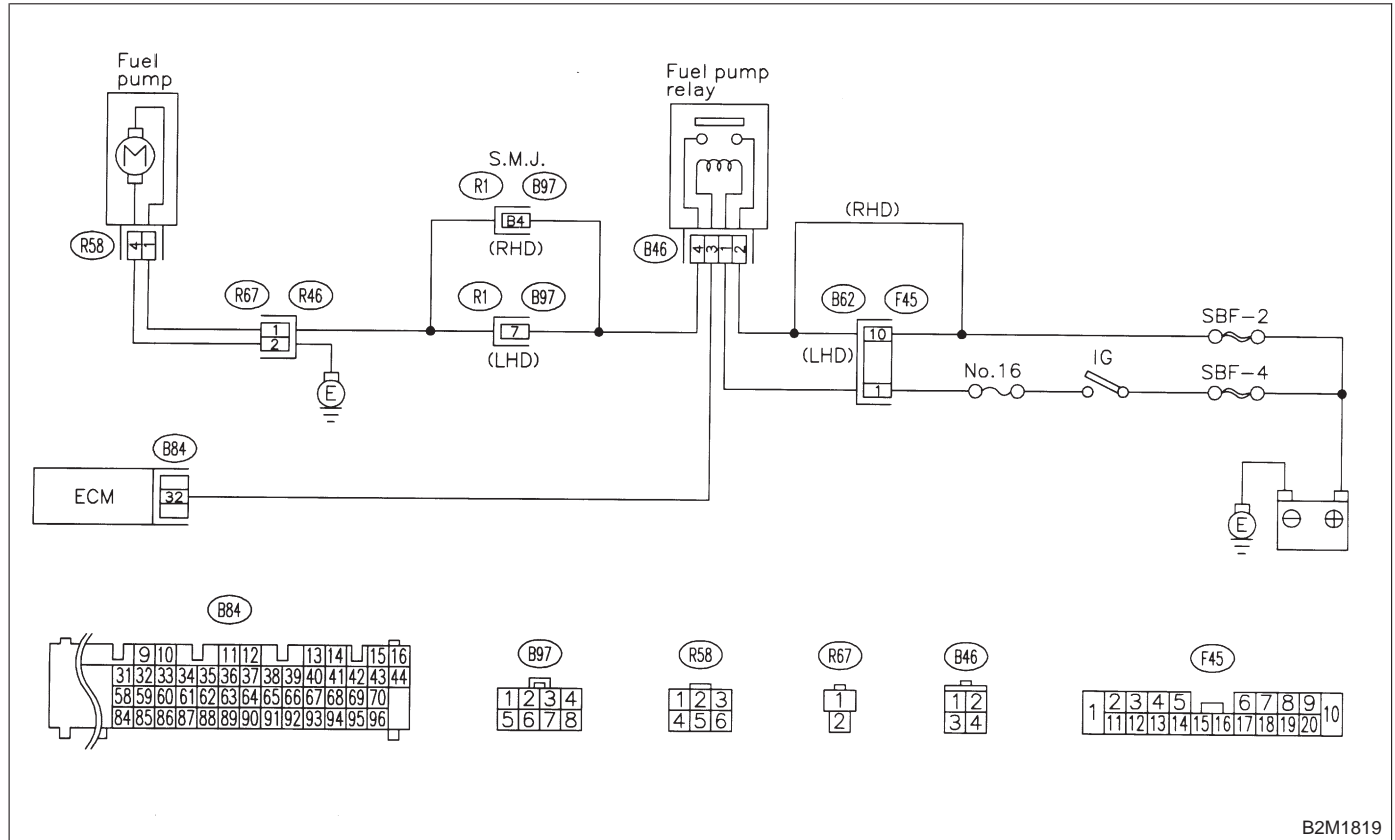 Fuel
pump
Fuel pump
relay
S.M.J.
R1 B97
B4
(RHD)
(RHD)
R58
4 1
B46
4 3 1 2
R67 R46
1
2
R1 B97
7
(LHD)
B62 F45
10
(LHD)
1
SBF-2
No.16
IG
SBF-4
M
E
B84
ECM
32
E
⊖ ⊕
B84
9 10 11 12 13 14 15 16
31 32 33 34 35 36 37 38 39 40 41 42 43 44
58 59 60 61 62 63 64 65 66 67 68 69 70
84 85 86 87 88 89 90 91 92 93 94 95 96
B97
1 2 3 4
5 6 7 8
R58
1 2 3
4 5 6
R67
1
2
B46
1 2
3 4
F45
1 2 3 4 5 6 7 8 9 10
11 12 13 14 15 16 17 18 19 20
B2M1819